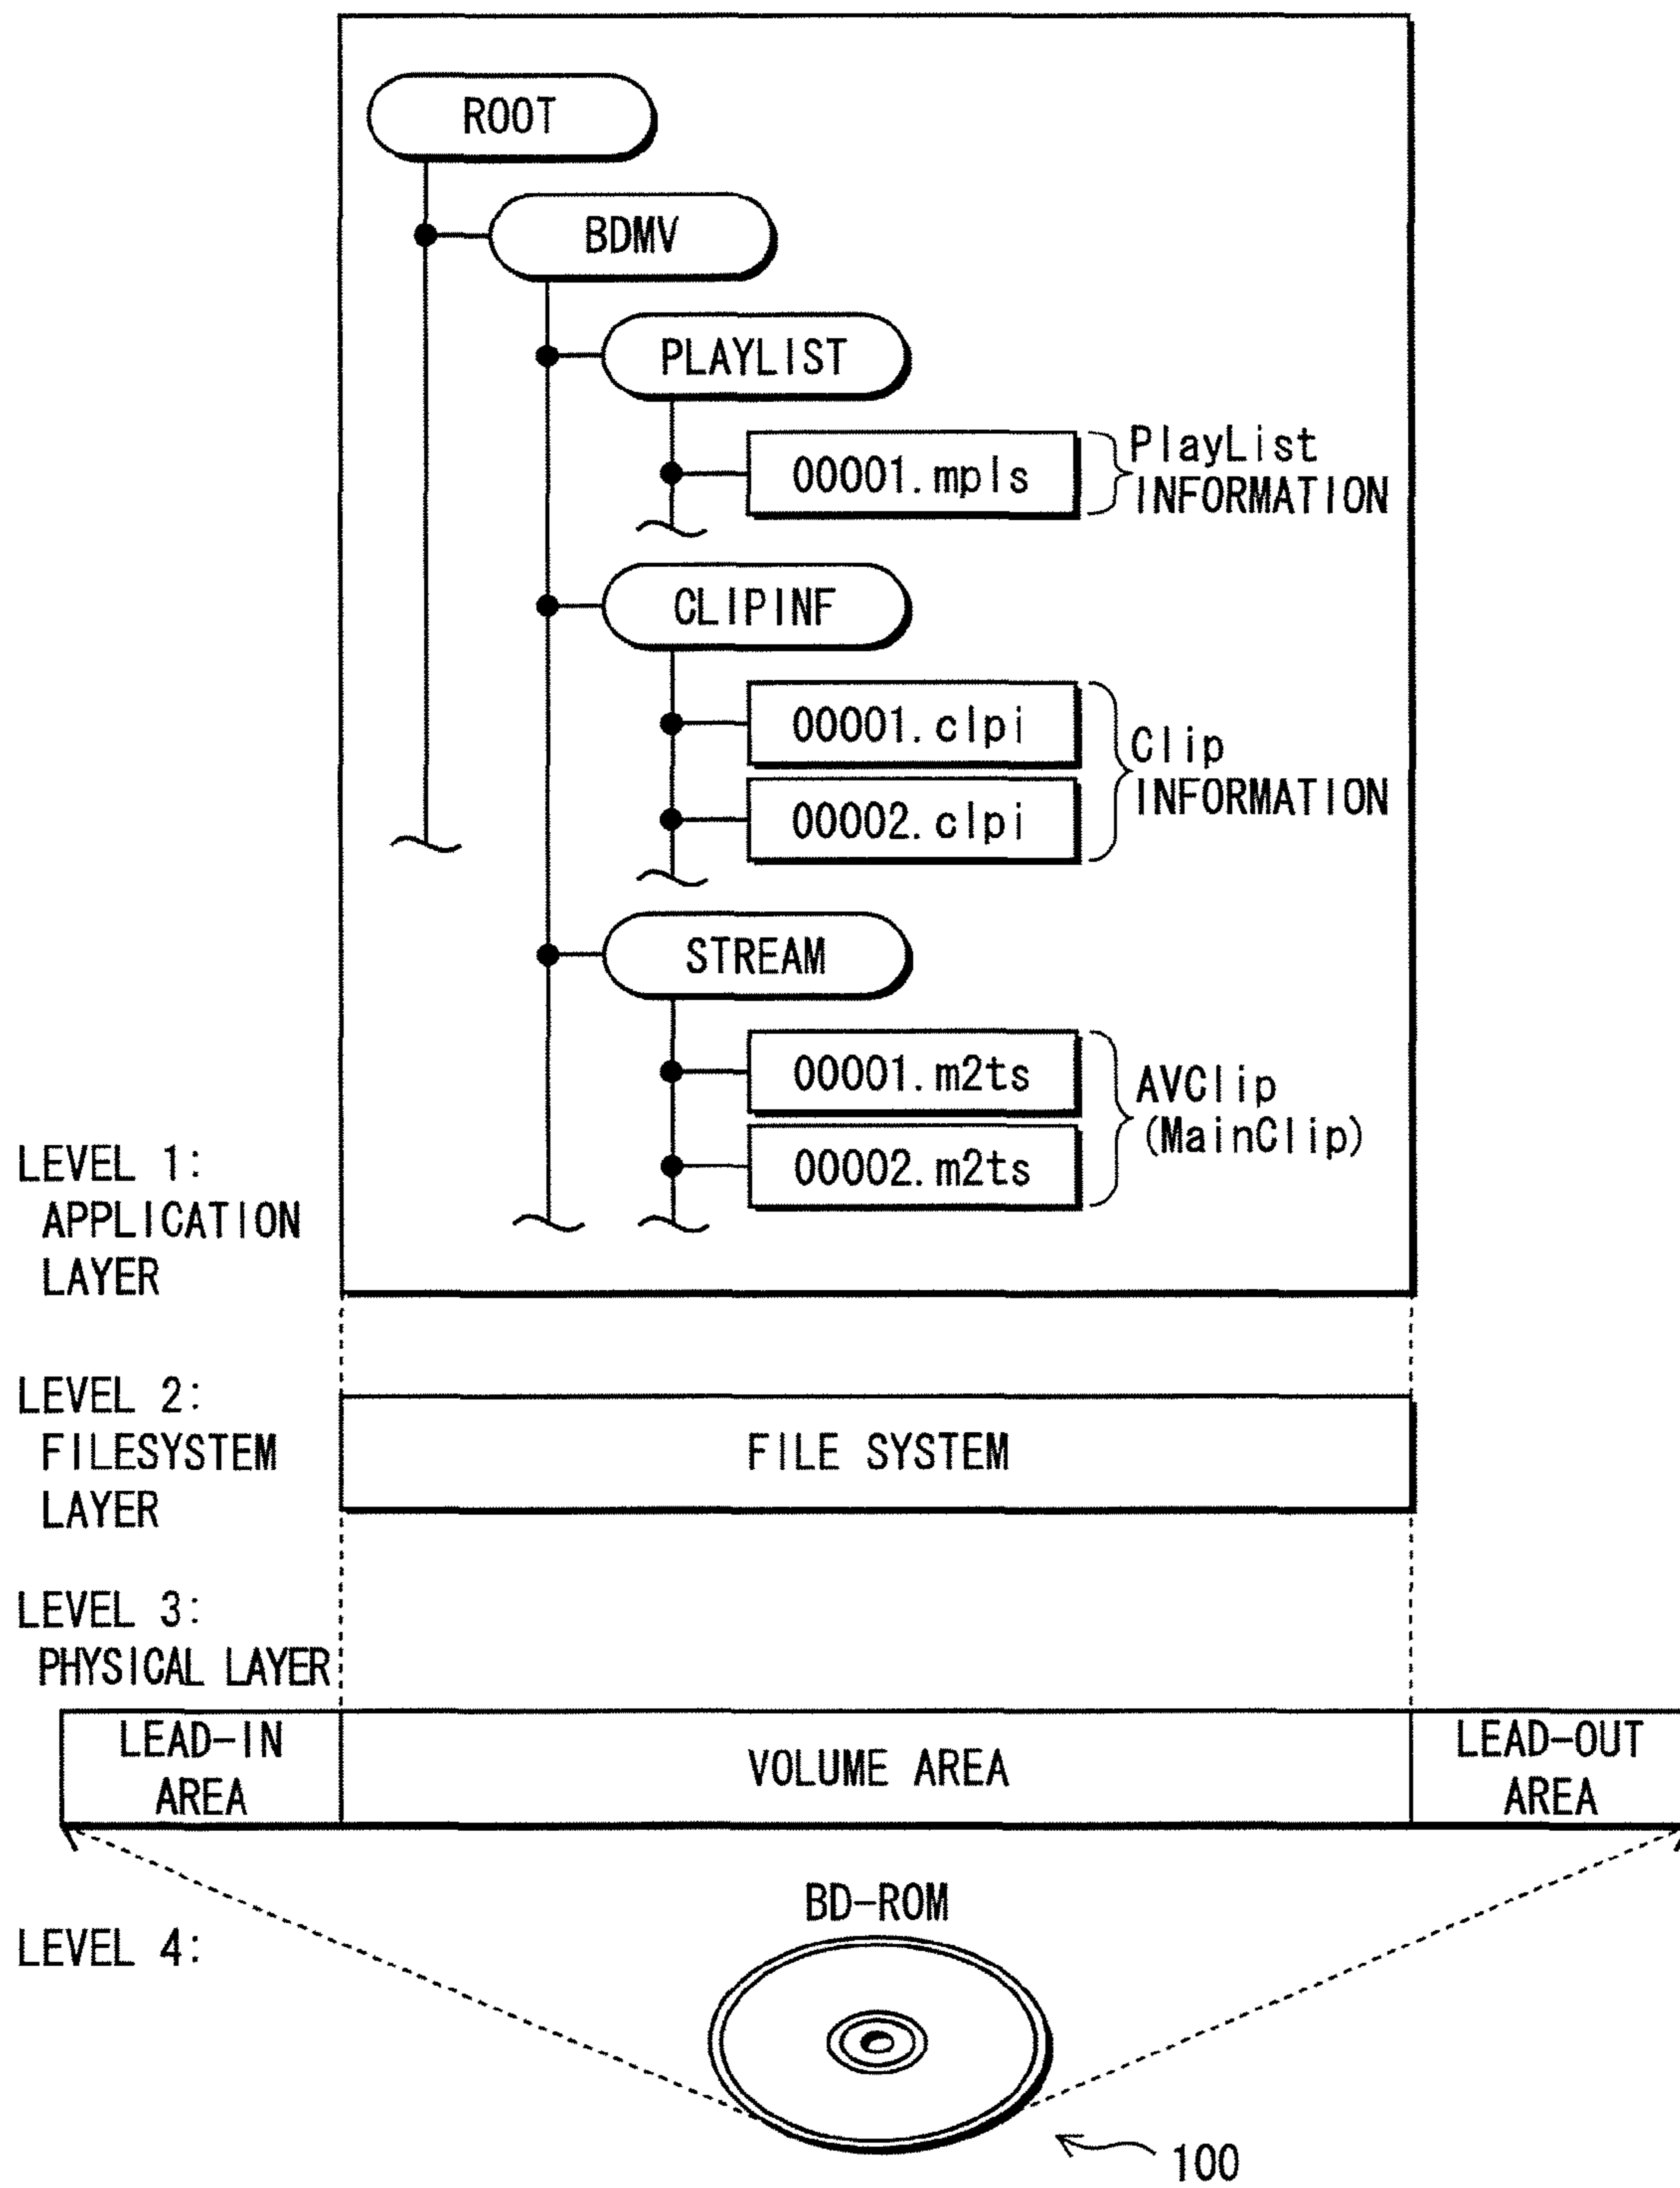 ROOT
BDMV
PLAYLIST
00001.mpls
PlayList
INFORMATION
CLIPINF
00001.clpi
00002.clpi
Clip
INFORMATION
STREAM
00001.m2ts
00002.m2ts
AVClip
(MainClip)
LEVEL 1:
APPLICATION
LAYER
LEVEL 2:
FILESYSTEM
LAYER
FILE SYSTEM
LEVEL 3:
PHYSICAL LAYER
LEAD-IN
AREA
VOLUME AREA
LEAD-OUT
AREA
BD-ROM
LEVEL 4:
100